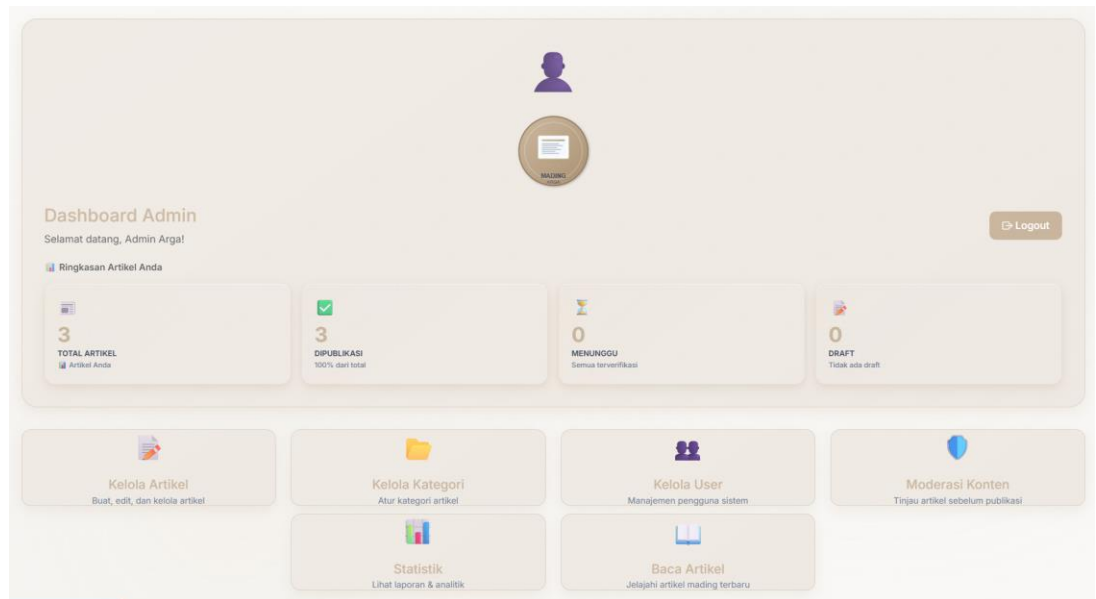 MADING
Dashboard Admin
Selamat datang, Admin Arga!
Logout
Ringkasan Artikel Anda
3
TOTAL ARTIKEL
Artikel Anda
3
DIPUBLIKASI
100% dari total
0
MENUNGGU
Semua terverifikasi
0
DRAFT
Tidak ada draft
Kelola Artikel
Buat, edit, dan kelola artikel
Kelola Kategori
Atur kategori artikel
Kelola User
Manajemen pengguna sistem
Moderasi Konten
Tinjau artikel sebelum publikasi
Statistik
Lihat laporan & analitik
Baca Artikel
Jelajahi artikel mading terbaru